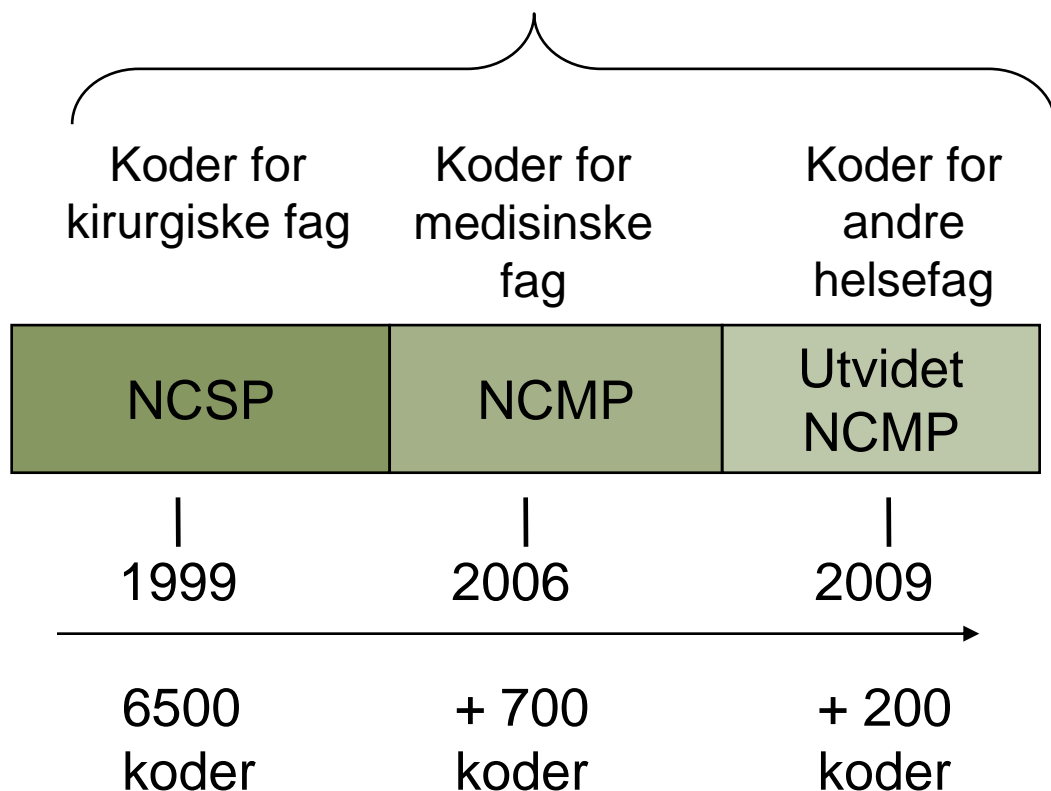 Koder for
kirurgiske fag
Koder for
medisinske
fag
Koder for
andre
helsefag
NCSP
NCMP
Utvidet
NCMP
1999
2006
2009
6500
koder
+ 700
koder
+ 200
koder